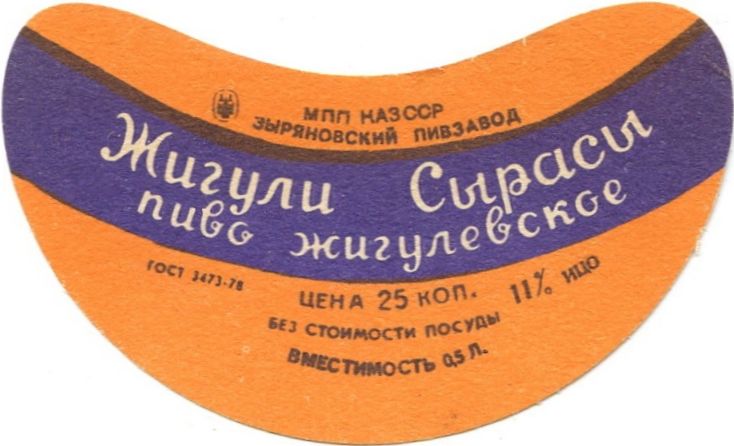 МПП КАЗССР
ЗЫРЯНОВСКИЙ ПИВЗАВОД
Жигули Сырасы
пиво жигулевское
ГОСТ 3473-78
ЦЕНА 25 КОП. 11% ИЦО
БЕЗ СТОИМОСТИ ПОСУДЫ
ВМЕСТИМОСТЬ 0,5 Л.